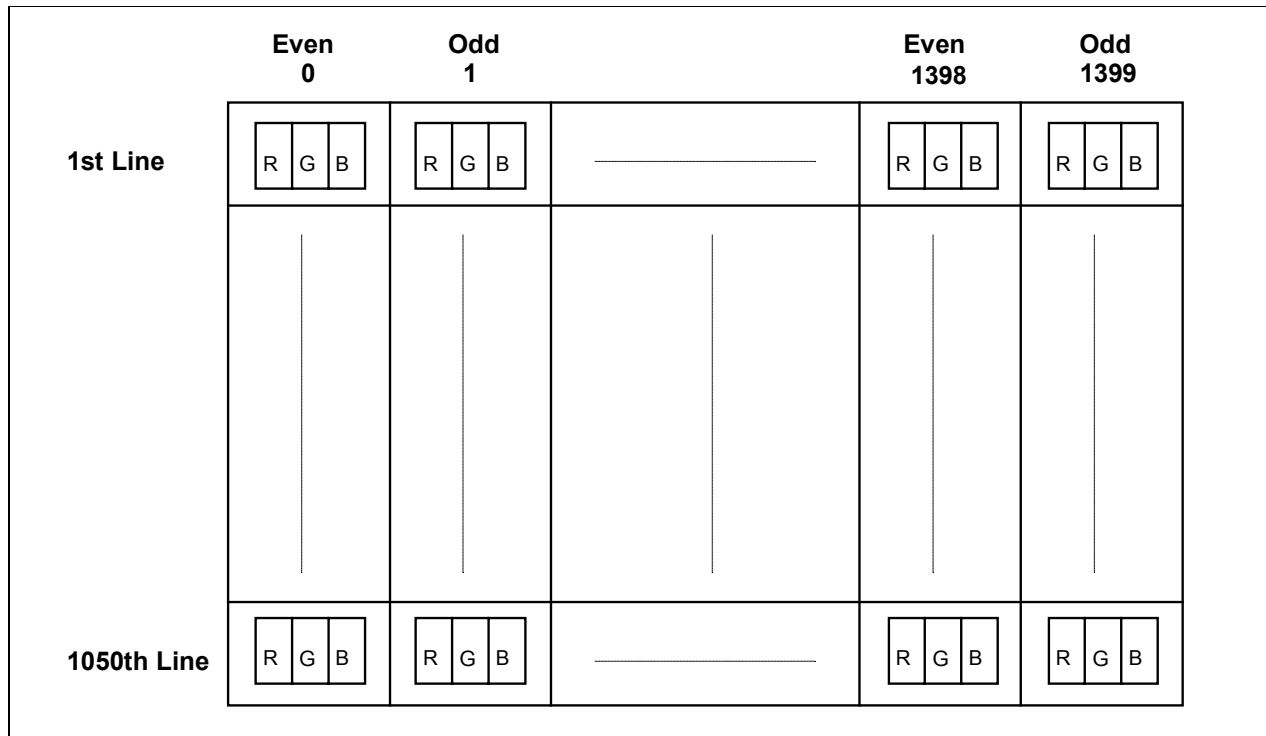 Even Odd Even Odd
0 1 1398 1399
1st Line R G B R G B R G B R G B
1050th Line R G B R G B R G B R G B